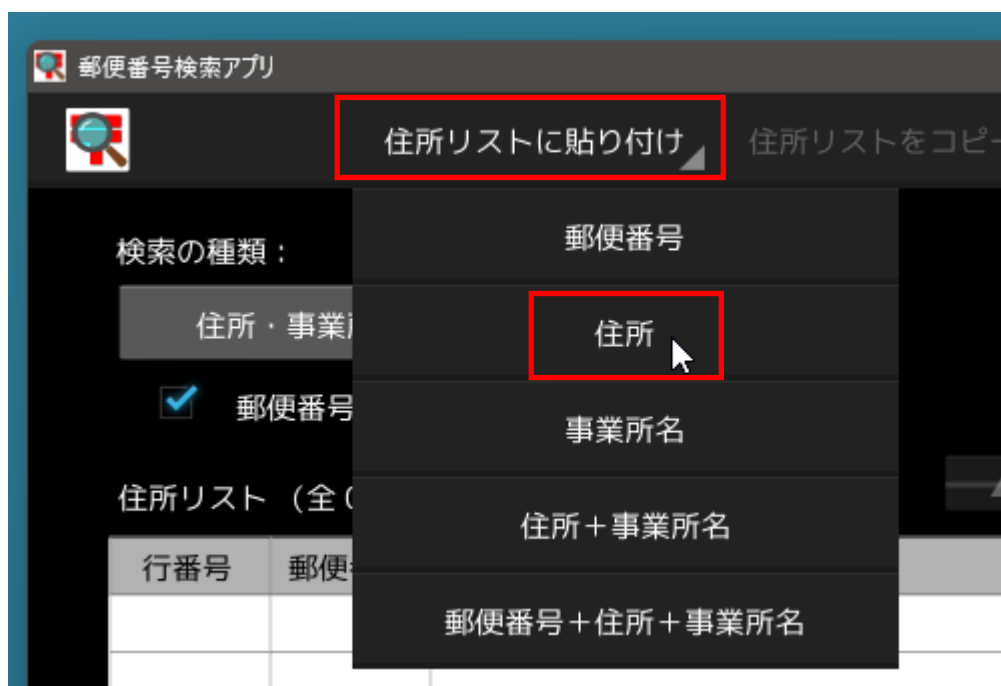 郵便番号検索アプリ
住所リストに貼り付け 住所リストをコピー
郵便番号
検索の種類：
住所・事業
住所
郵便番号
事業所名
住所リスト （全 0
住所＋事業所名
行番号 郵便
郵便番号＋住所＋事業所名